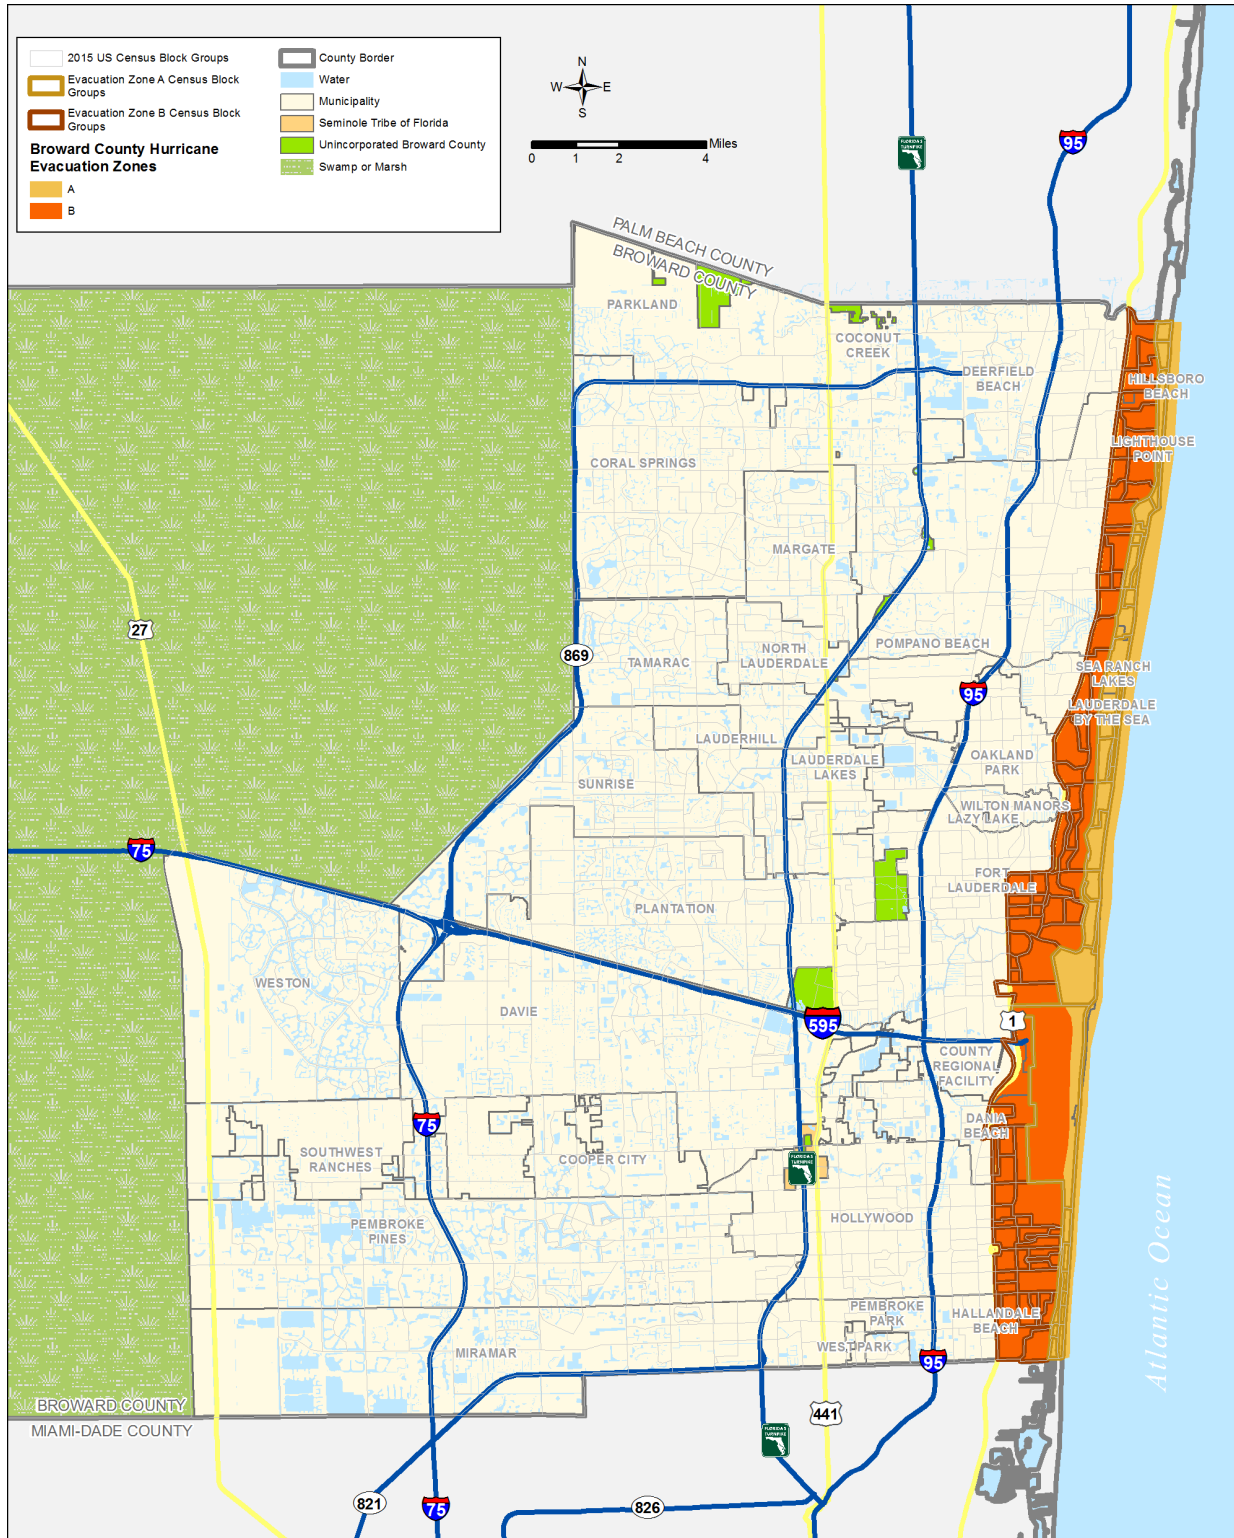 2015 US Census Block Groups
Evacuation Zone A Census Block
Groups
Evacuation Zone B Census Block
Groups
Broward County Hurricane
Evacuation Zones
A
B
County Border
Water
Municipality
Seminole Tribe of Florida
Unincorporated Broward County
Swamp or Marsh
N
W E
S
Miles
0 1 2 4
FLORIDA'S
TURNPIKE
95
PALM BEACH COUNTY
BROWARD COUNTY
PARKLAND
COCONUT
CREEK
DEERFIELD
BEACH
HILLSBORO
BEACH
LIGHTHOUSE
POINT
CORAL SPRINGS
MARGATE
27
869
TAMARAC
NORTH
LAUDERDALE
POMPANO BEACH
SEA RANCH
LAKES
95
LAUDERDALE
BY THE SEA
LAUDERHILL
LAUDERDALE
LAKES
OAKLAND
PARK
SUNRISE
WILTON MANORS
LAZY LAKE
75
FORT
LAUDERDALE
PLANTATION
WESTON
DAVIE
595
1
COUNTY
REGIONAL
FACILITY
DANIA
BEACH
75
SOUTHWEST
RANCHES
COOPER CITY
FLORIDA'S
TURNPIKE
PEMBROKE
PINES
HOLLYWOOD
Atlantic Ocean
PEMBROKE
PARK
HALLANDALE
BEACH
MIRAMAR
WEST PARK
95
BROWARD COUNTY
MIAMI-DADE COUNTY
441
FLORIDA'S
TURNPIKE
821
75
826